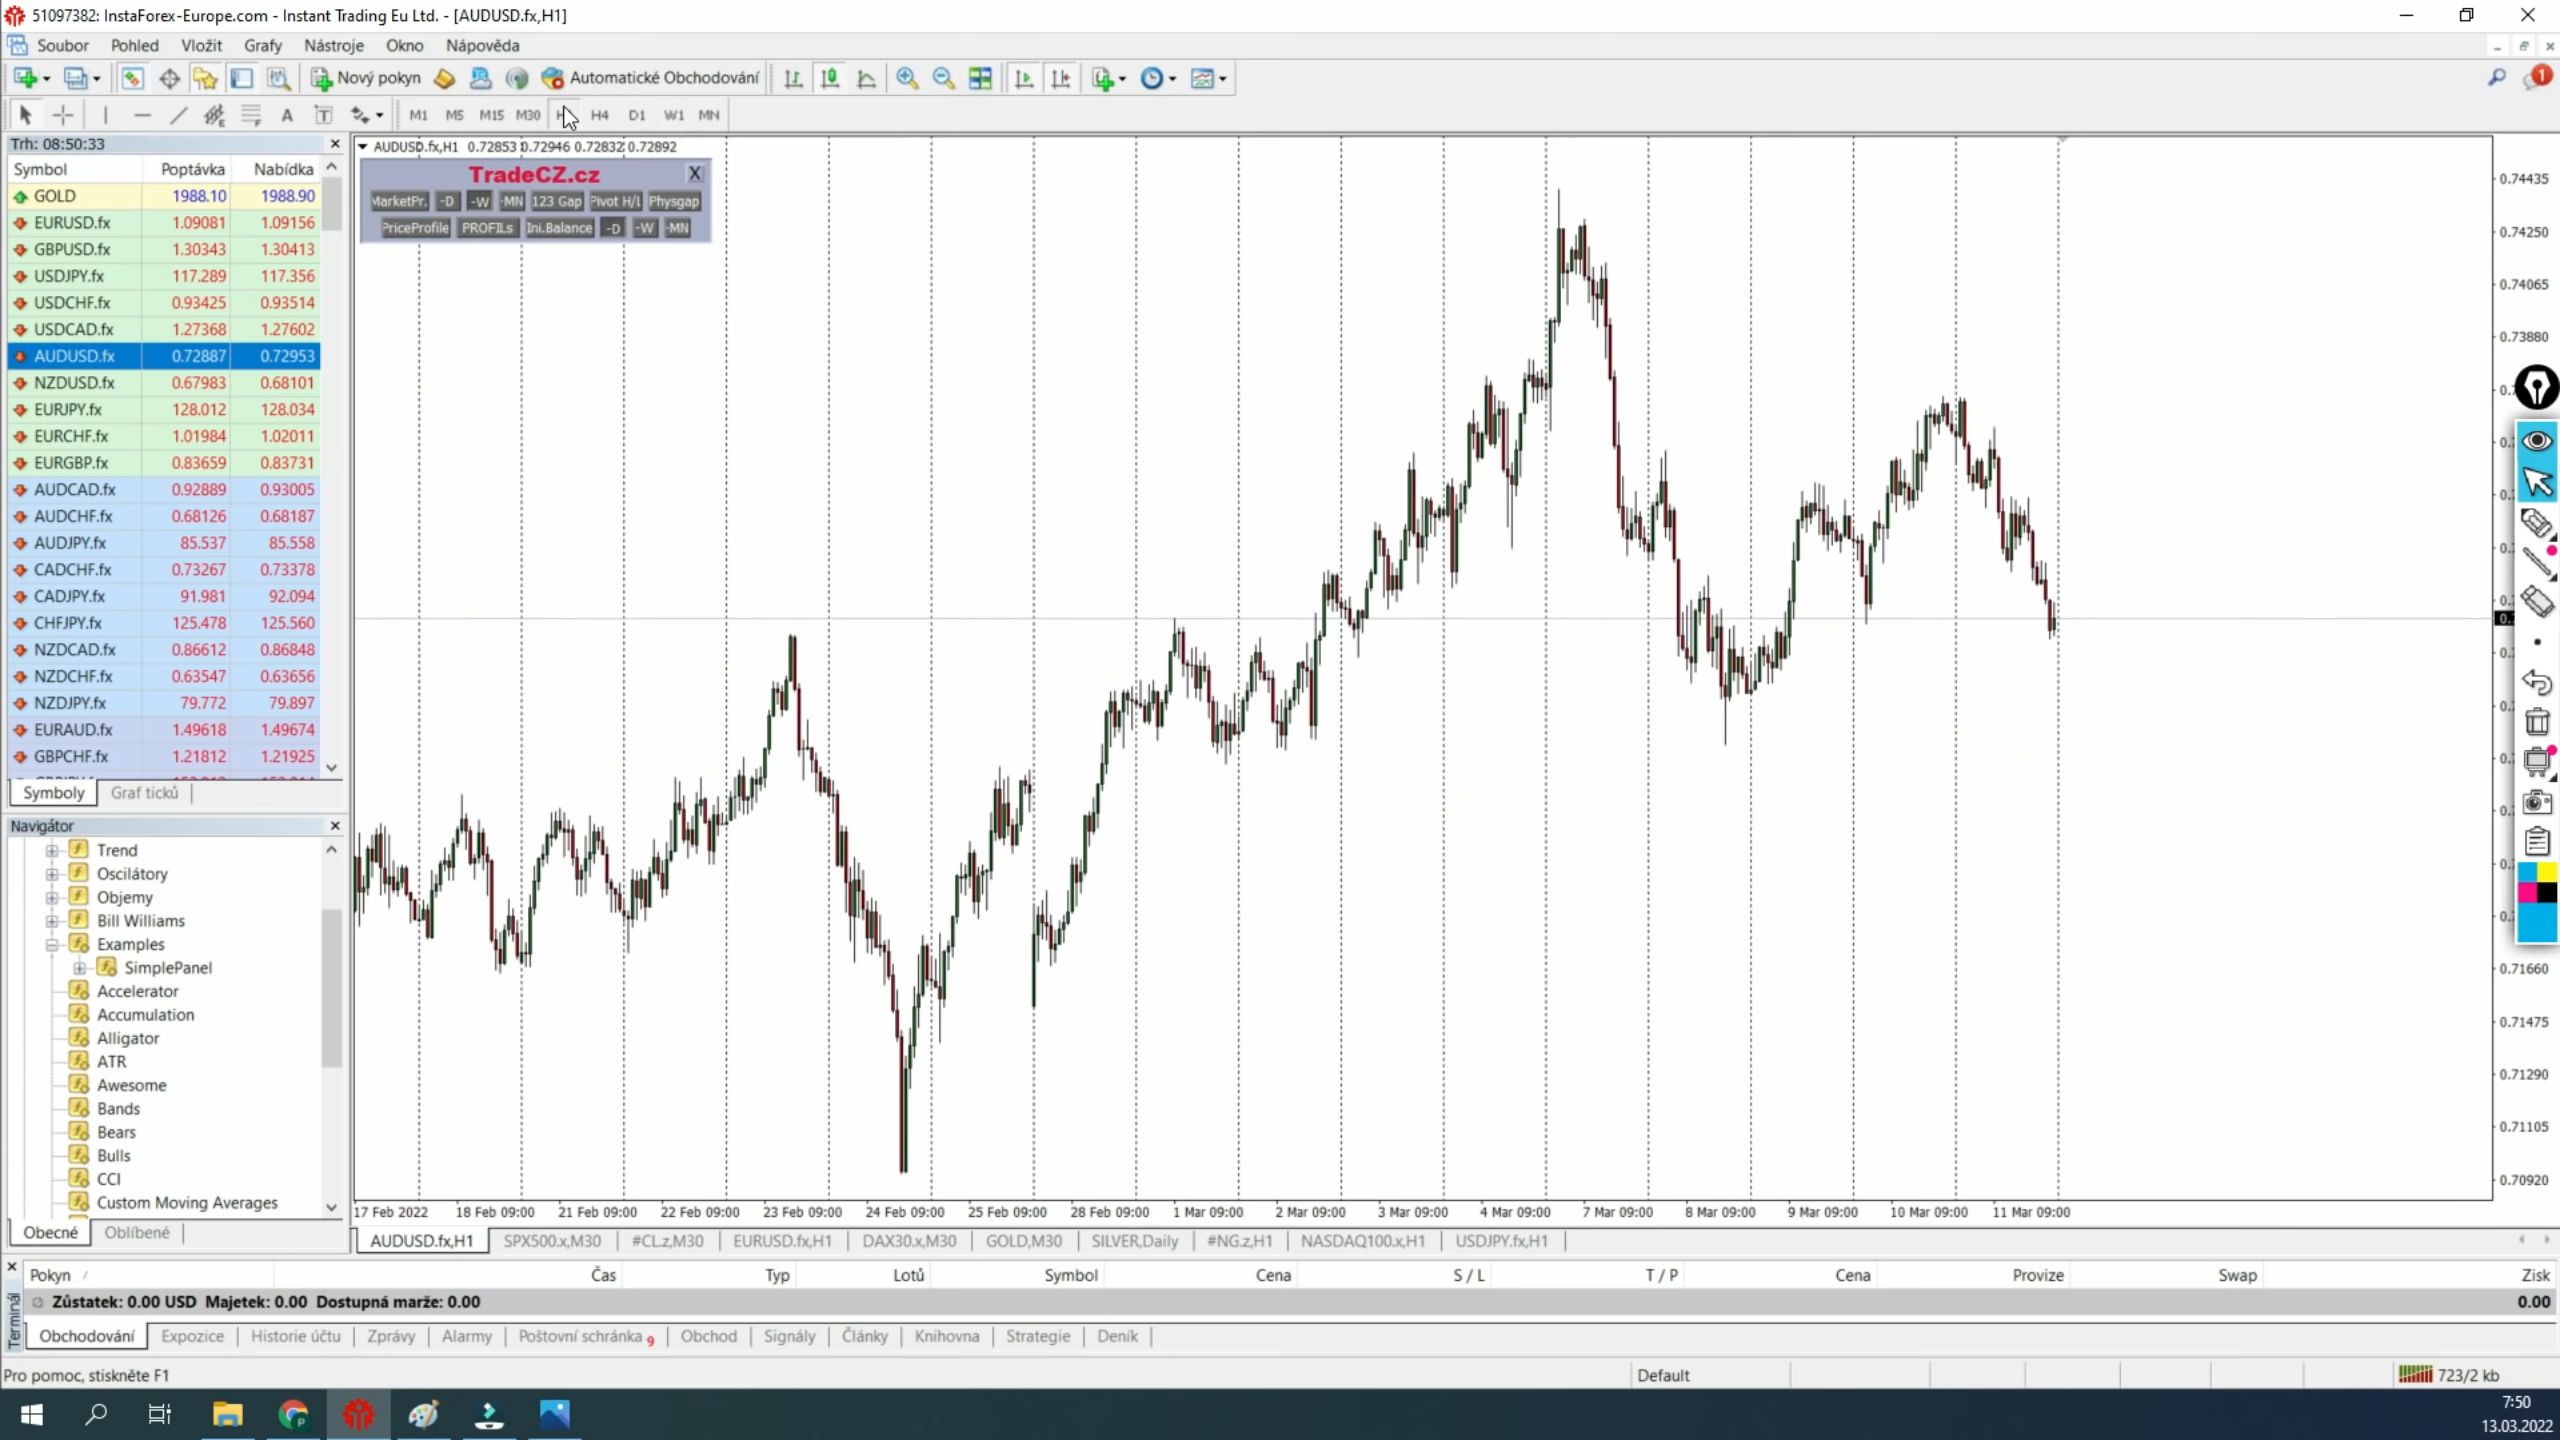 51097382: InstaForex-Europe.com - Instant Trading Eu Ltd. - [AUDUSD.fx,H1]
Soubor Pohled Vložit Grafy Nástroje Okno Nápověda
Nový pokyn Automatické Obchodování
1
M1 M5 M15 M30 H4 D1 W1 MN
Trh: 08:50:33
AUDUSD.fx,H1 0.72853 0.72946 0.72832 0.72892
Symbol Poptávka Nabídka
TradeCZ.cz X
MarketPr. -D -W -MN 123 Gap Pivot H/L Physgap
PriceProfile PROFILs Ini.Balance -D -W -MN
GOLD 1988.10 1988.90
EURUSD.fx 1.09081 1.09156
GBPUSD.fx 1.30343 1.30413
USDJPY.fx 117.289 117.356
USDCHF.fx 0.93425 0.93514
USDCAD.fx 1.27368 1.27602
AUDUSD.fx 0.72887 0.72953
NZDUSD.fx 0.67983 0.68101
EURJPY.fx 128.012 128.034
EURCHF.fx 1.01984 1.02011
EURGBP.fx 0.83659 0.83731
AUDCAD.fx 0.92889 0.93005
AUDCHF.fx 0.68126 0.68187
AUDJPY.fx 85.537 85.558
CADCHF.fx 0.73267 0.73378
CADJPY.fx 91.981 92.094
CHFJPY.fx 125.478 125.560
NZDCAD.fx 0.86612 0.86848
NZDCHF.fx 0.63547 0.63656
NZDJPY.fx 79.772 79.897
EURAUD.fx 1.49618 1.49674
GBPCHF.fx 1.21812 1.21925
Symboly Graf ticků
Navigátor
Trend
Oscilátory
Objemy
Bill Williams
Examples
SimplePanel
Accelerator
Accumulation
Alligator
ATR
Awesome
Bands
Bears
Bulls
CCI
Custom Moving Averages
Obecné Oblíbené
0.74435
0.74250
0.74065
0.73880
0.71660
0.71475
0.71290
0.71105
0.70920
17 Feb 2022 18 Feb 09:00 21 Feb 09:00 22 Feb 09:00 23 Feb 09:00 24 Feb 09:00 25 Feb 09:00 28 Feb 09:00 1 Mar 09:00 2 Mar 09:00 3 Mar 09:00 4 Mar 09:00 7 Mar 09:00 8 Mar 09:00 9 Mar 09:00 10 Mar 09:00 11 Mar 09:00
AUDUSD.fx,H1 SPX500.x,M30 #CL.z,M30 EURUSD.fx,H1 DAX30.x,M30 GOLD,M30 SILVER,Daily #NG.z,H1 NASDAQ100.x,H1 USDJPY.fx,H1
Pokyn / Čas Typ Lotů Symbol Cena S / L T / P Cena Provize Swap Zisk
Zůstatek: 0.00 USD Majetek: 0.00 Dostupná marže: 0.00 0.00
Terminál
Obchodování Expozice Historie účtu Zprávy Alarmy Poštovní schránka 9 Obchod Signály Články Knihovna Strategie Deník
Pro pomoc, stiskněte F1 Default 723/2 kb
7:50
13.03.2022